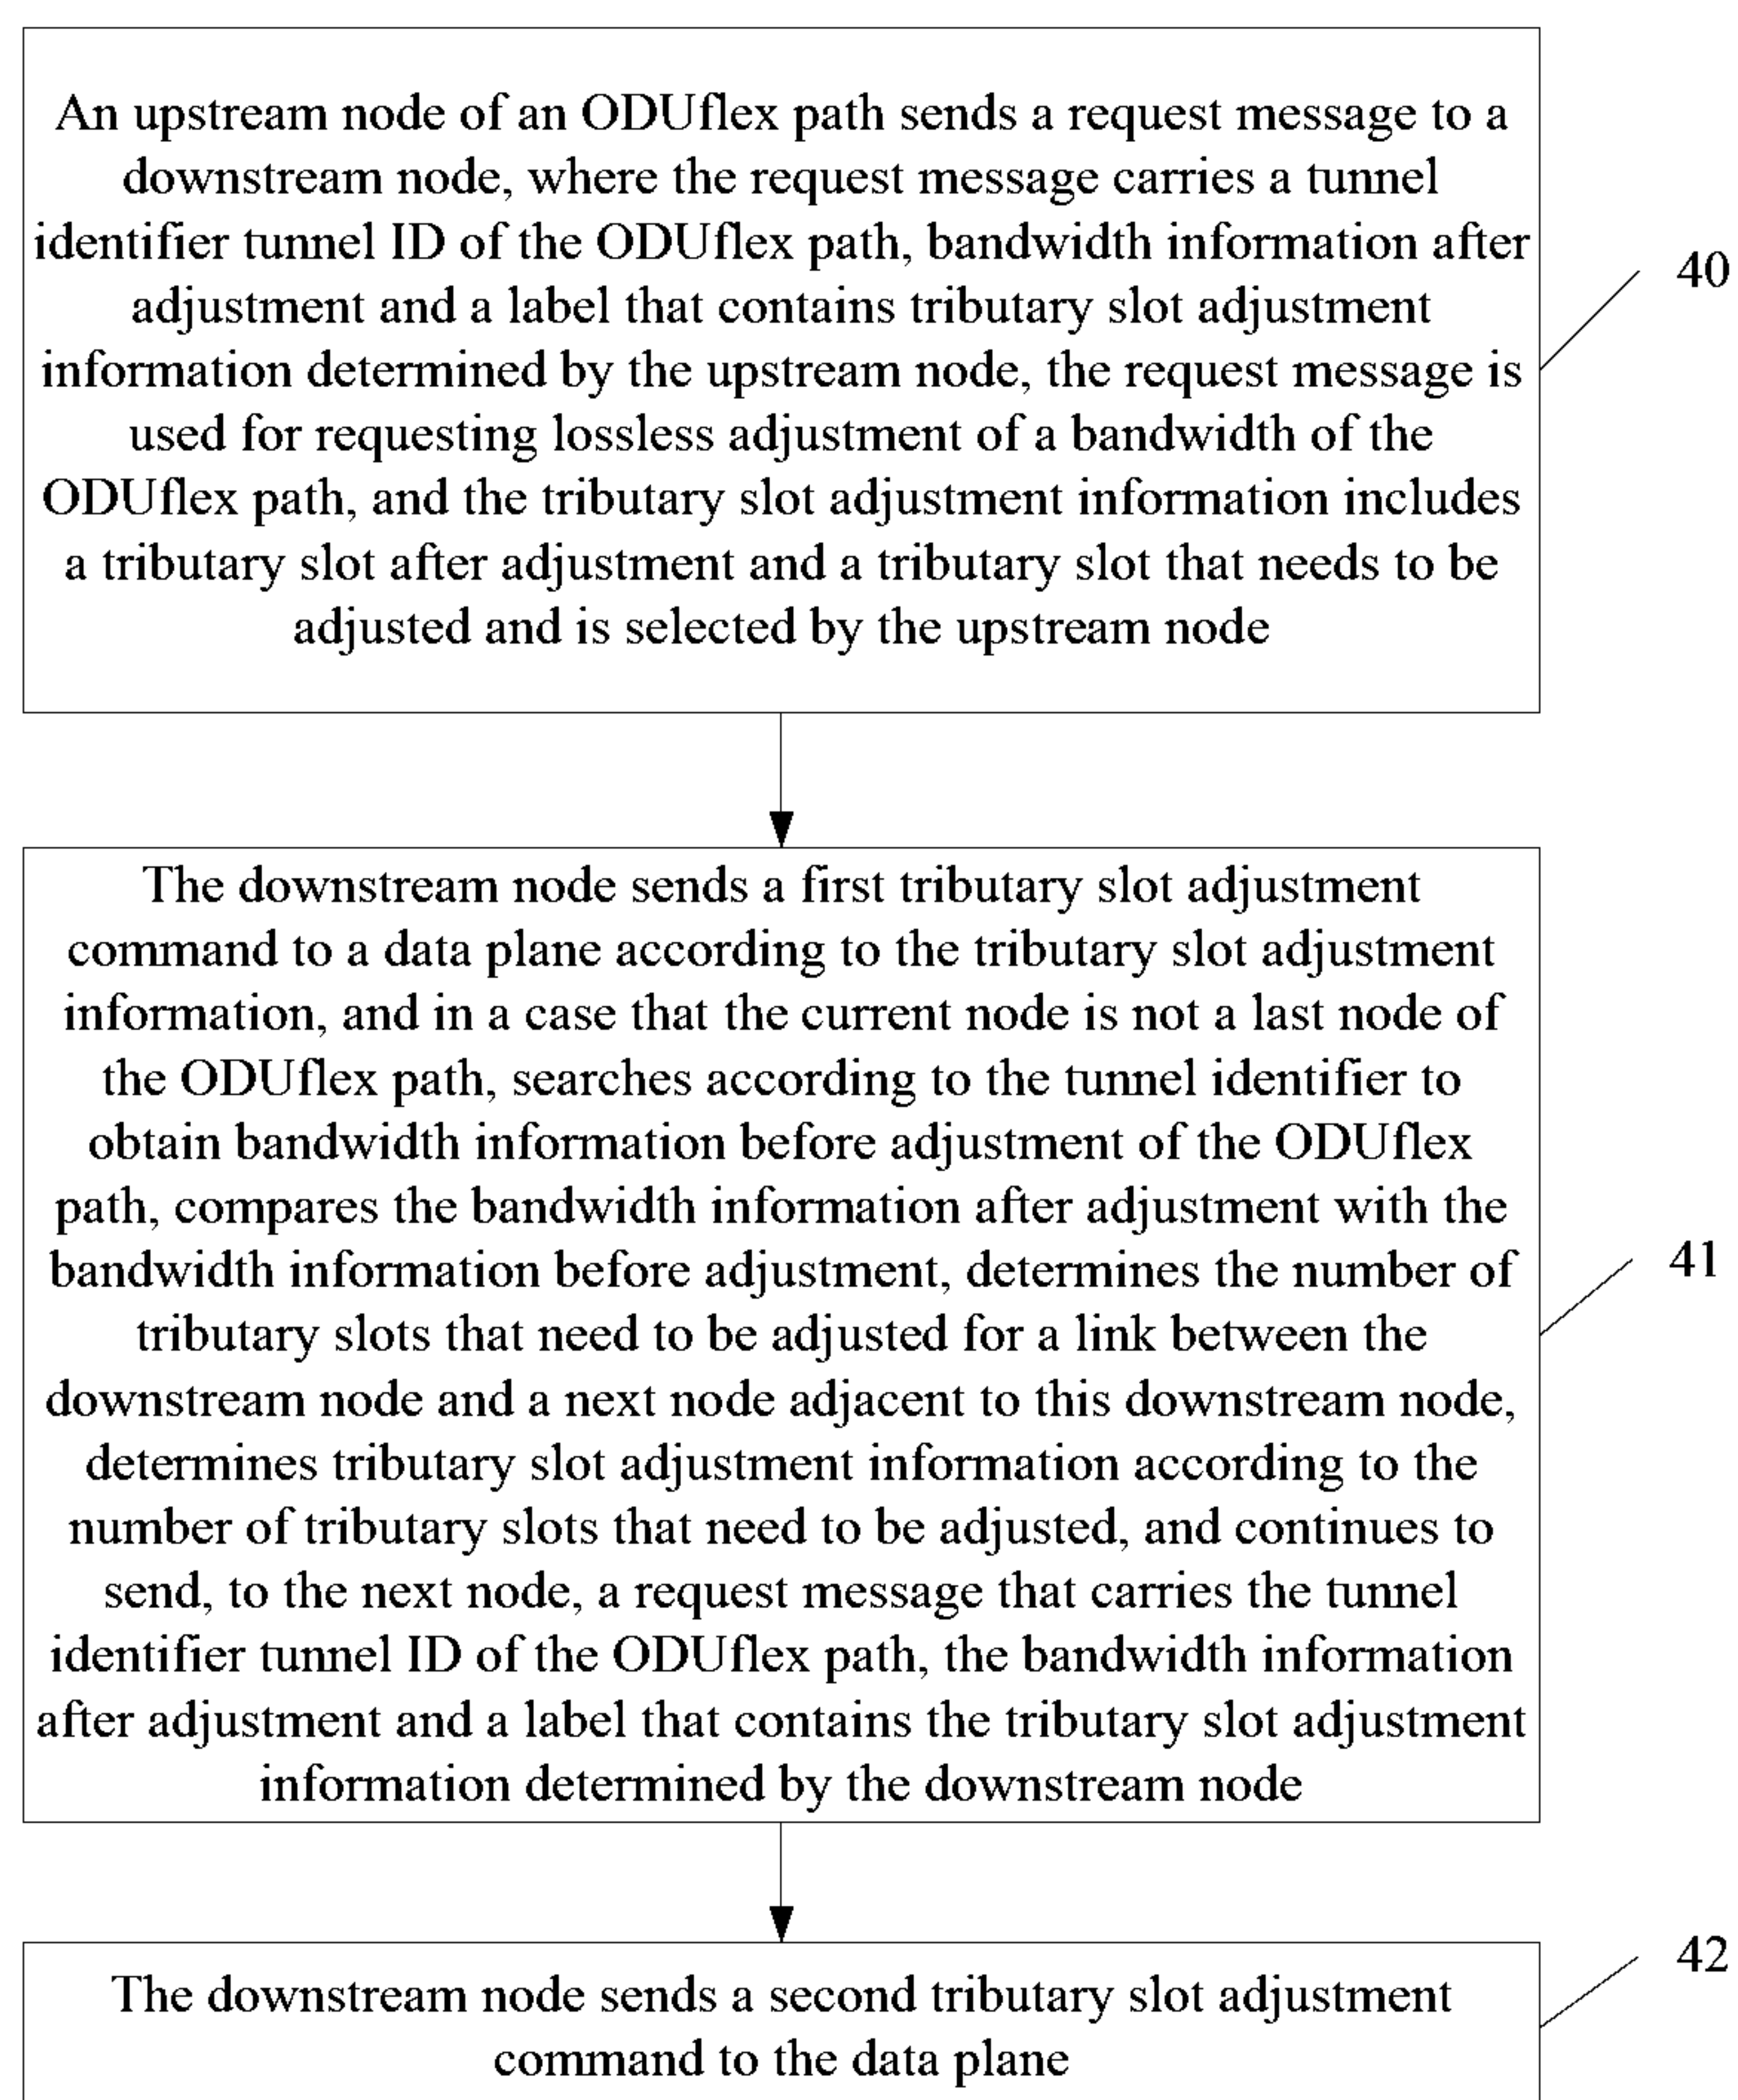 An upstream node of an ODUflex path sends a request message to a
downstream node, where the request message carries a tunnel
identifier tunnel ID of the ODUflex path, bandwidth information after
adjustment and a label that contains tributary slot adjustment
information determined by the upstream node, the request message is
used for requesting lossless adjustment of a bandwidth of the
ODUflex path, and the tributary slot adjustment information includes
a tributary slot after adjustment and a tributary slot that needs to be
adjusted and is selected by the upstream node
40
The downstream node sends a first tributary slot adjustment
command to a data plane according to the tributary slot adjustment
information, and in a case that the current node is not a last node of
the ODUflex path, searches according to the tunnel identifier to
obtain bandwidth information before adjustment of the ODUflex
path, compares the bandwidth information after adjustment with the
bandwidth information before adjustment, determines the number of
tributary slots that need to be adjusted for a link between the
downstream node and a next node adjacent to this downstream node,
determines tributary slot adjustment information according to the
number of tributary slots that need to be adjusted, and continues to
send, to the next node, a request message that carries the tunnel
identifier tunnel ID of the ODUflex path, the bandwidth information
after adjustment and a label that contains the tributary slot adjustment
information determined by the downstream node
41
The downstream node sends a second tributary slot adjustment
command to the data plane
42